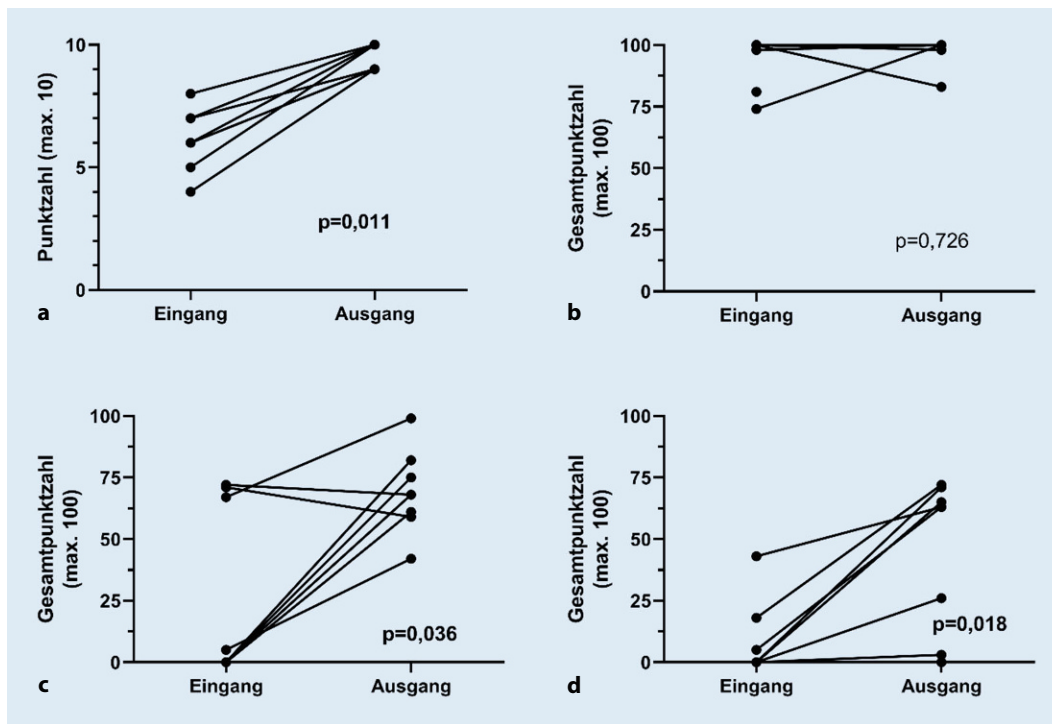 Punktzahl (max. 10)
10
5
0
p=0,011
Eingang
Ausgang
a
Gesamtpunktzahl
(max. 100)
100
75
50
25
0
p=0,726
Eingang
Ausgang
b
Gesamtpunktzahl
(max. 100)
100
75
50
25
0
p=0,036
Eingang
Ausgang
c
Gesamtpunktzahl
(max. 100)
100
75
50
25
0
p=0,018
Eingang
Ausgang
d